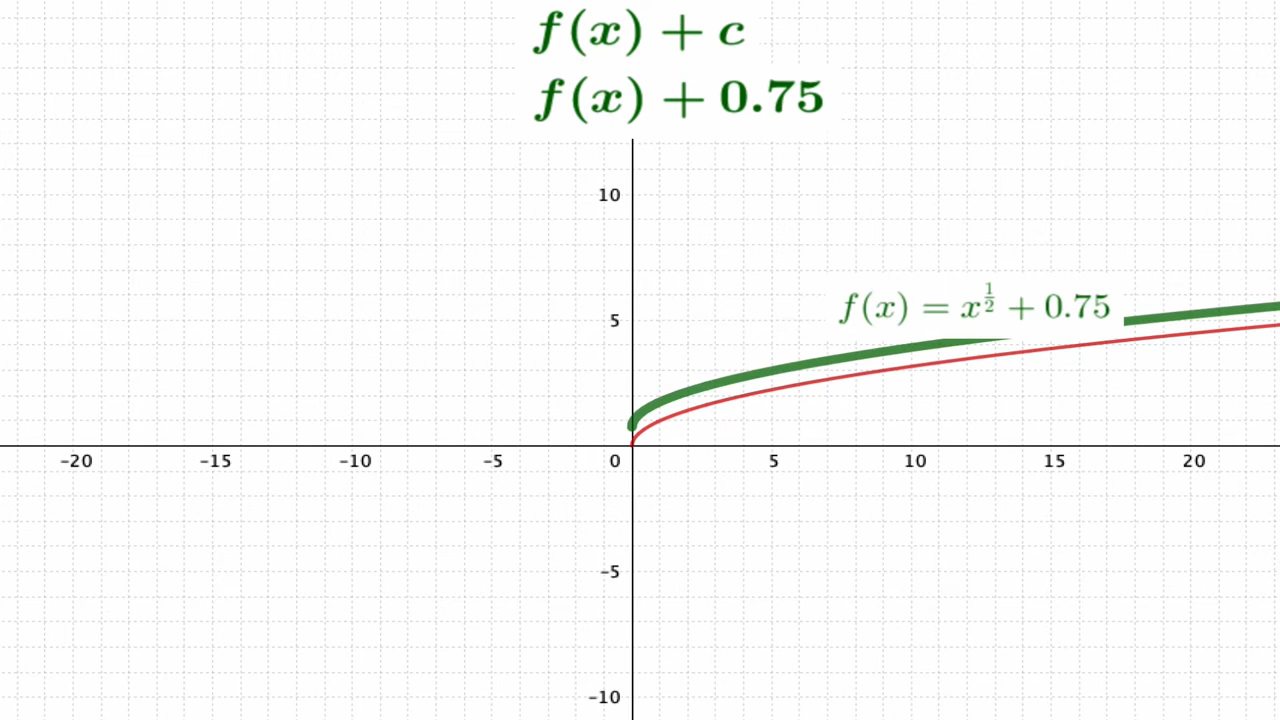 f(x) + c
f(x) + 0.75
10
f(x) = x^{\frac{1}{2}} + 0.75
5
-20 -15 -10 -5 0 5 10 15 20
-5
-10